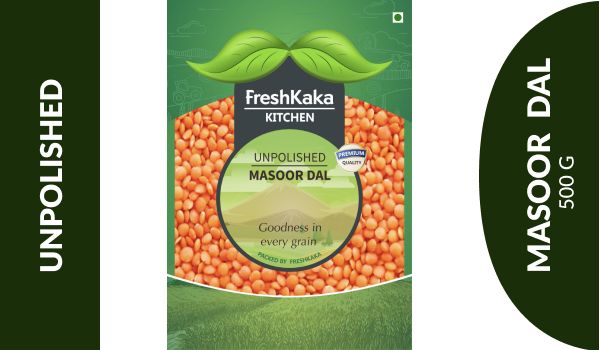 UNPOLISHED
FreshKaka
KITCHEN
UNPOLISHED
MASOOR DAL
PREMIUM
QUALITY
Goodness in
every grain
PACKED BY FRESHKAKA
MASOOR DAL
500 G